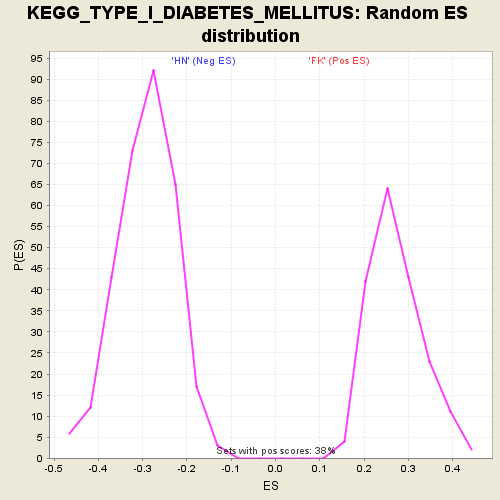 KEGG_TYPE_I_DIABETES_MELLITUS: Random ES
distribution
'HN' (Neg ES) 'FK' (Pos ES)
95
90
85
80
75
70
65
60
55
50
45
40
35
30
25
20
15
10
5
0
P(ES)
Sets with pos scores: 38%
-0.5 -0.4 -0.3 -0.2 -0.1 0.0 0.1 0.2 0.3 0.4
ES